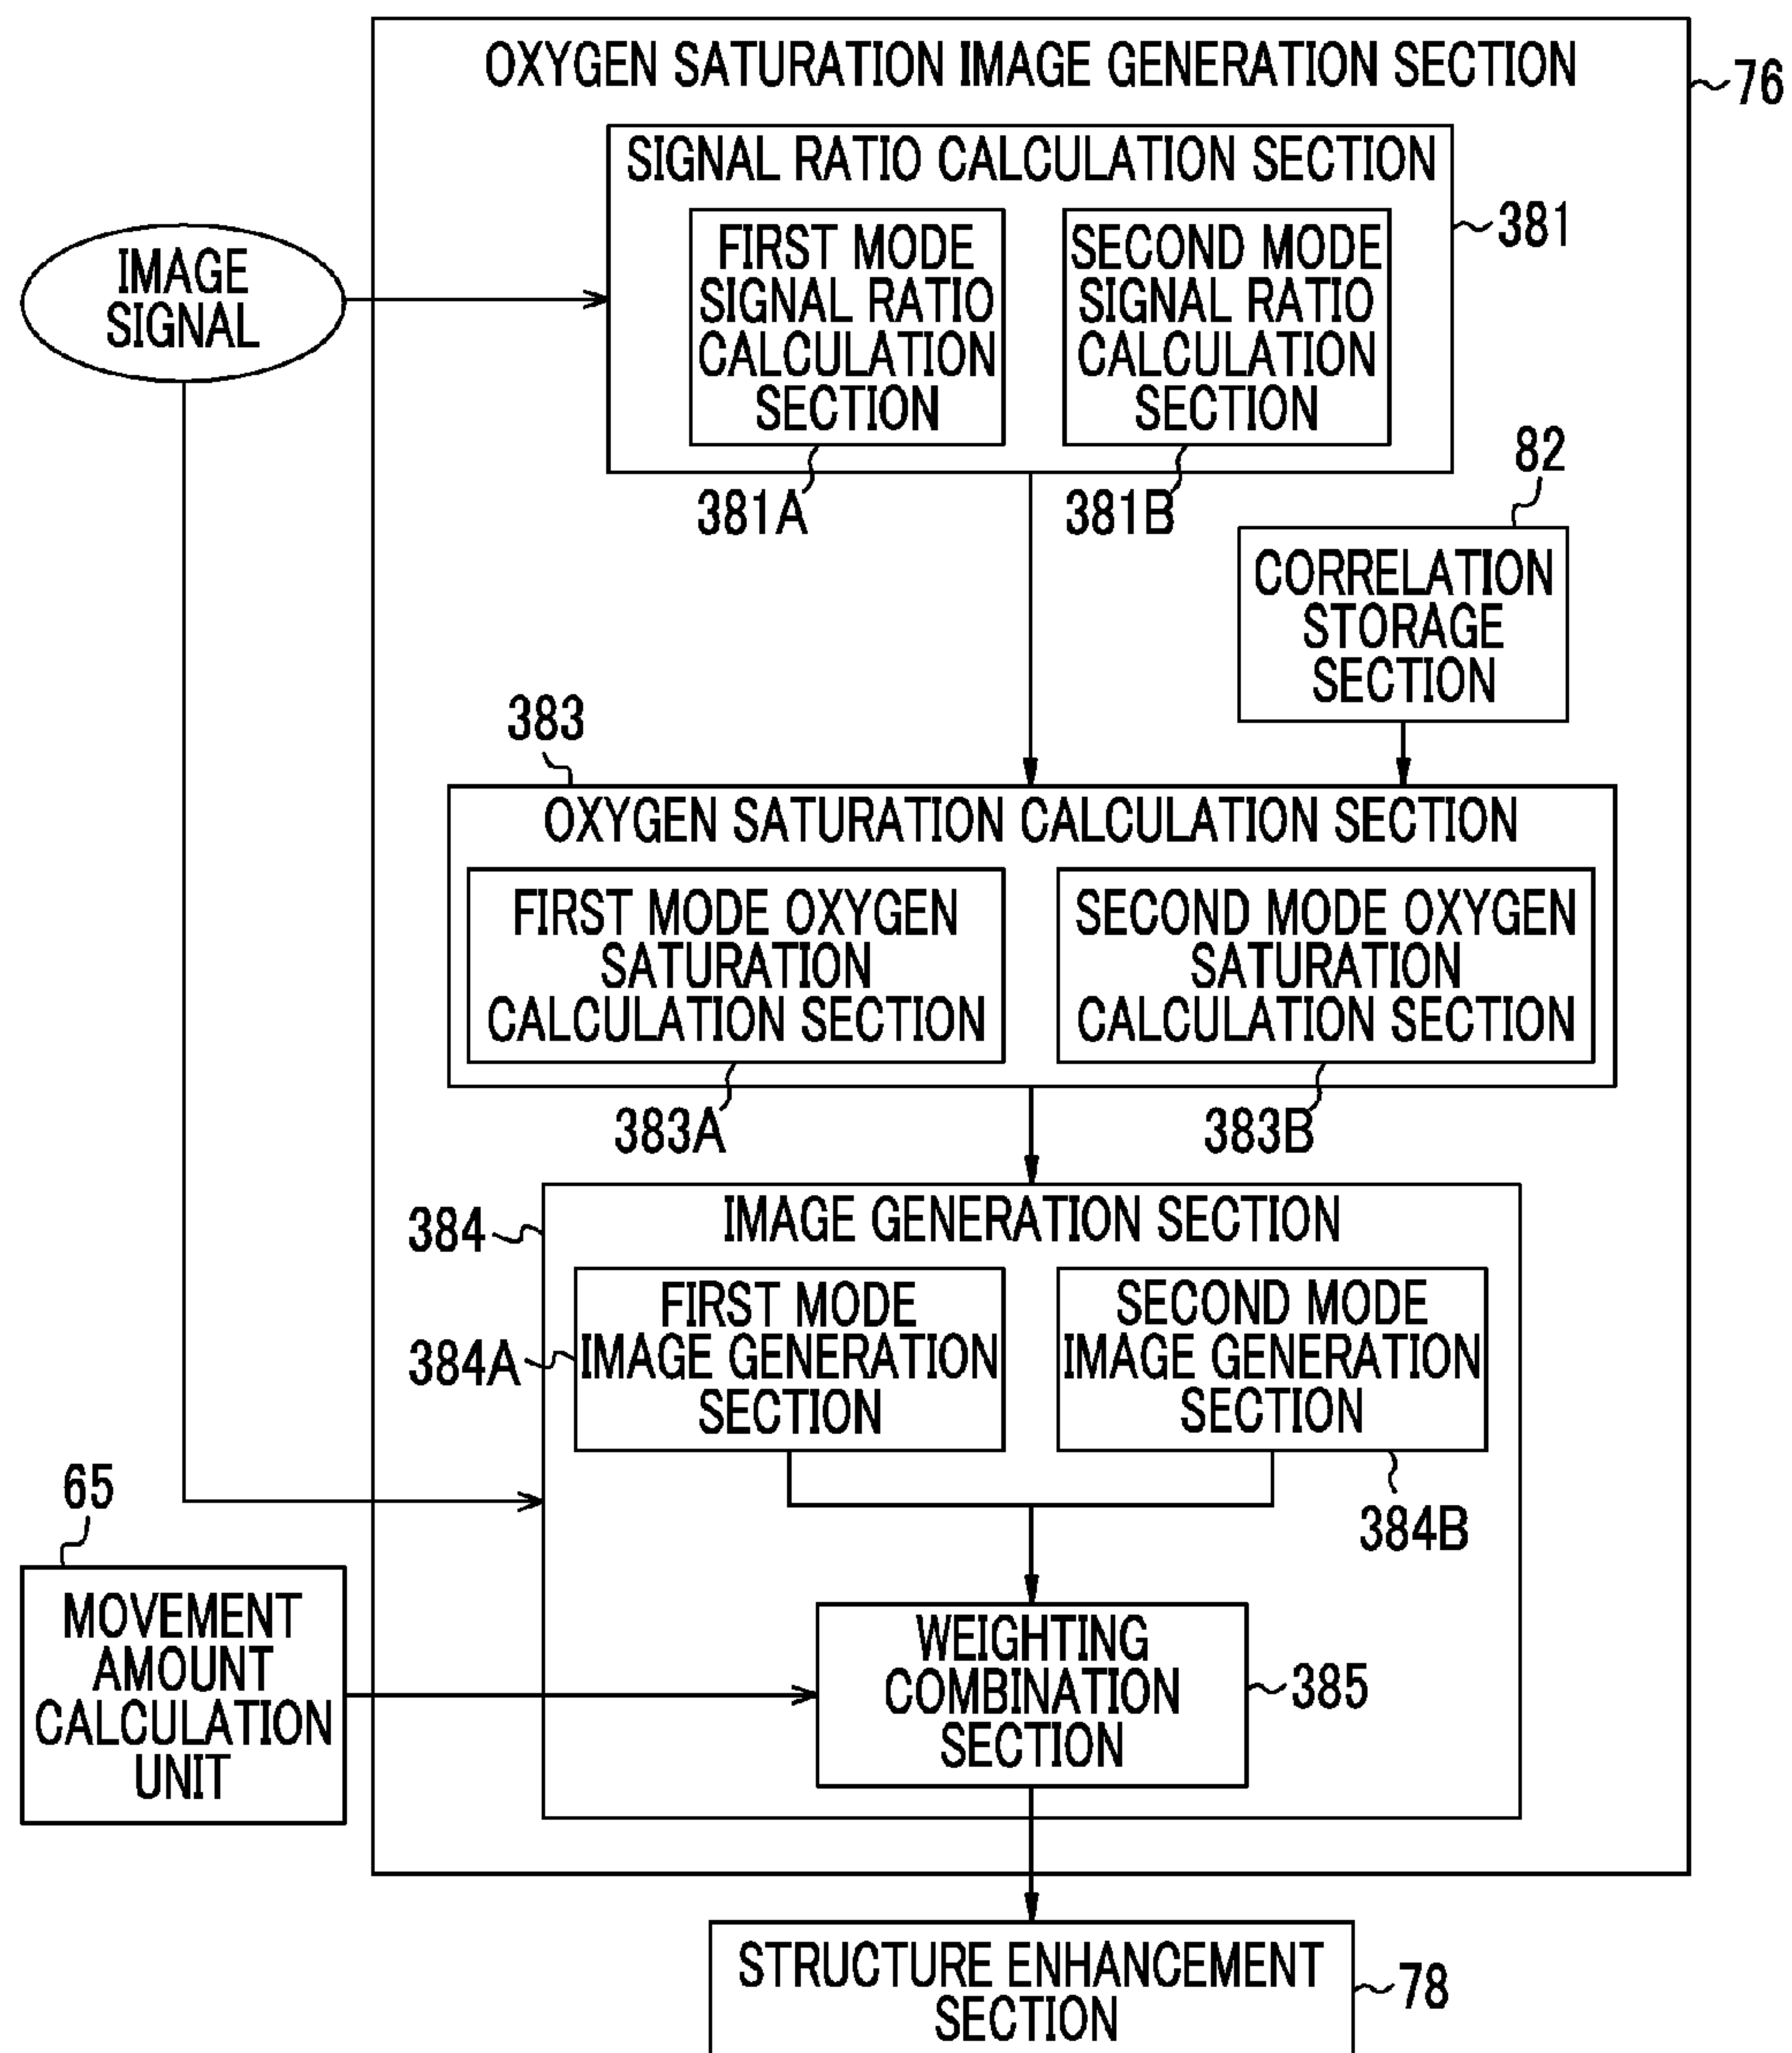 OXYGEN SATURATION IMAGE GENERATION SECTION
76
SIGNAL RATIO CALCULATION SECTION
381
IMAGE
SIGNAL
FIRST MODE
SIGNAL RATIO
CALCULATION
SECTION
SECOND MODE
SIGNAL RATIO
CALCULATION
SECTION
381A
381B
82
CORRELATION
STORAGE
SECTION
383
OXYGEN SATURATION CALCULATION SECTION
FIRST MODE OXYGEN
SATURATION
CALCULATION SECTION
SECOND MODE OXYGEN
SATURATION
CALCULATION SECTION
383A
383B
384
IMAGE GENERATION SECTION
384A
FIRST MODE
IMAGE GENERATION
SECTION
SECOND MODE
IMAGE GENERATION
SECTION
384B
65
MOVEMENT
AMOUNT
CALCULATION
UNIT
WEIGHTING
COMBINATION
SECTION
385
STRUCTURE ENHANCEMENT
SECTION
78